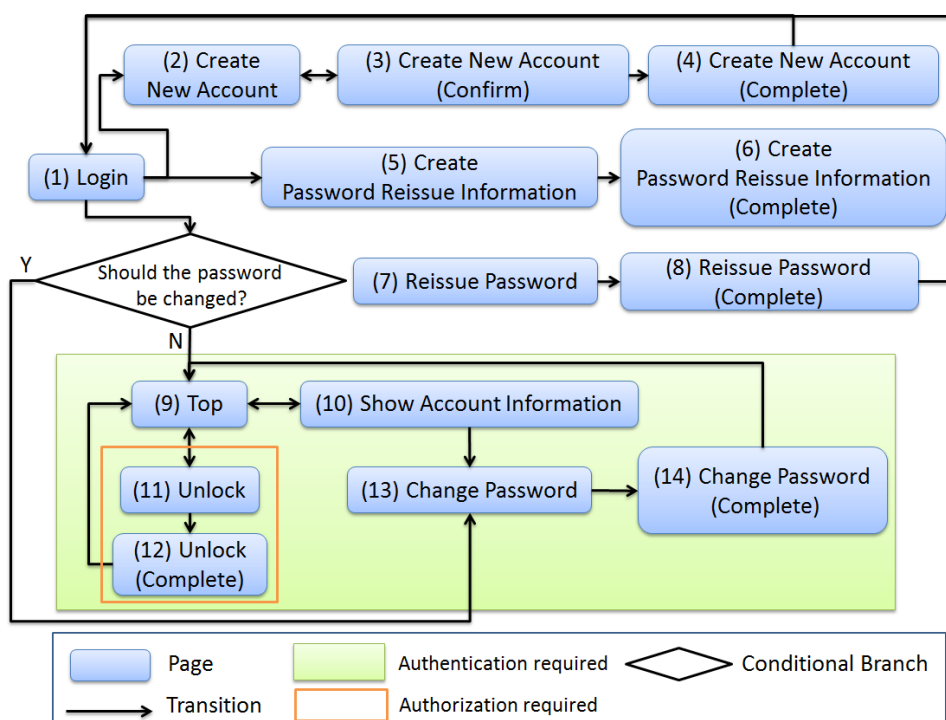 (2) Create
New Account
(3) Create New Account
(Confirm)
(4) Create New Account
(Complete)
(1) Login
(5) Create
Password Reissue Information
(6) Create
Password Reissue Information
(Complete)
Y
Should the password
be changed?
(7) Reissue Password
(8) Reissue Password
(Complete)
N
(9) Top
(10) Show Account Information
(11) Unlock
(13) Change Password
(14) Change Password
(Complete)
(12) Unlock
(Complete)
Page
Authentication required
Conditional Branch
Transition
Authorization required